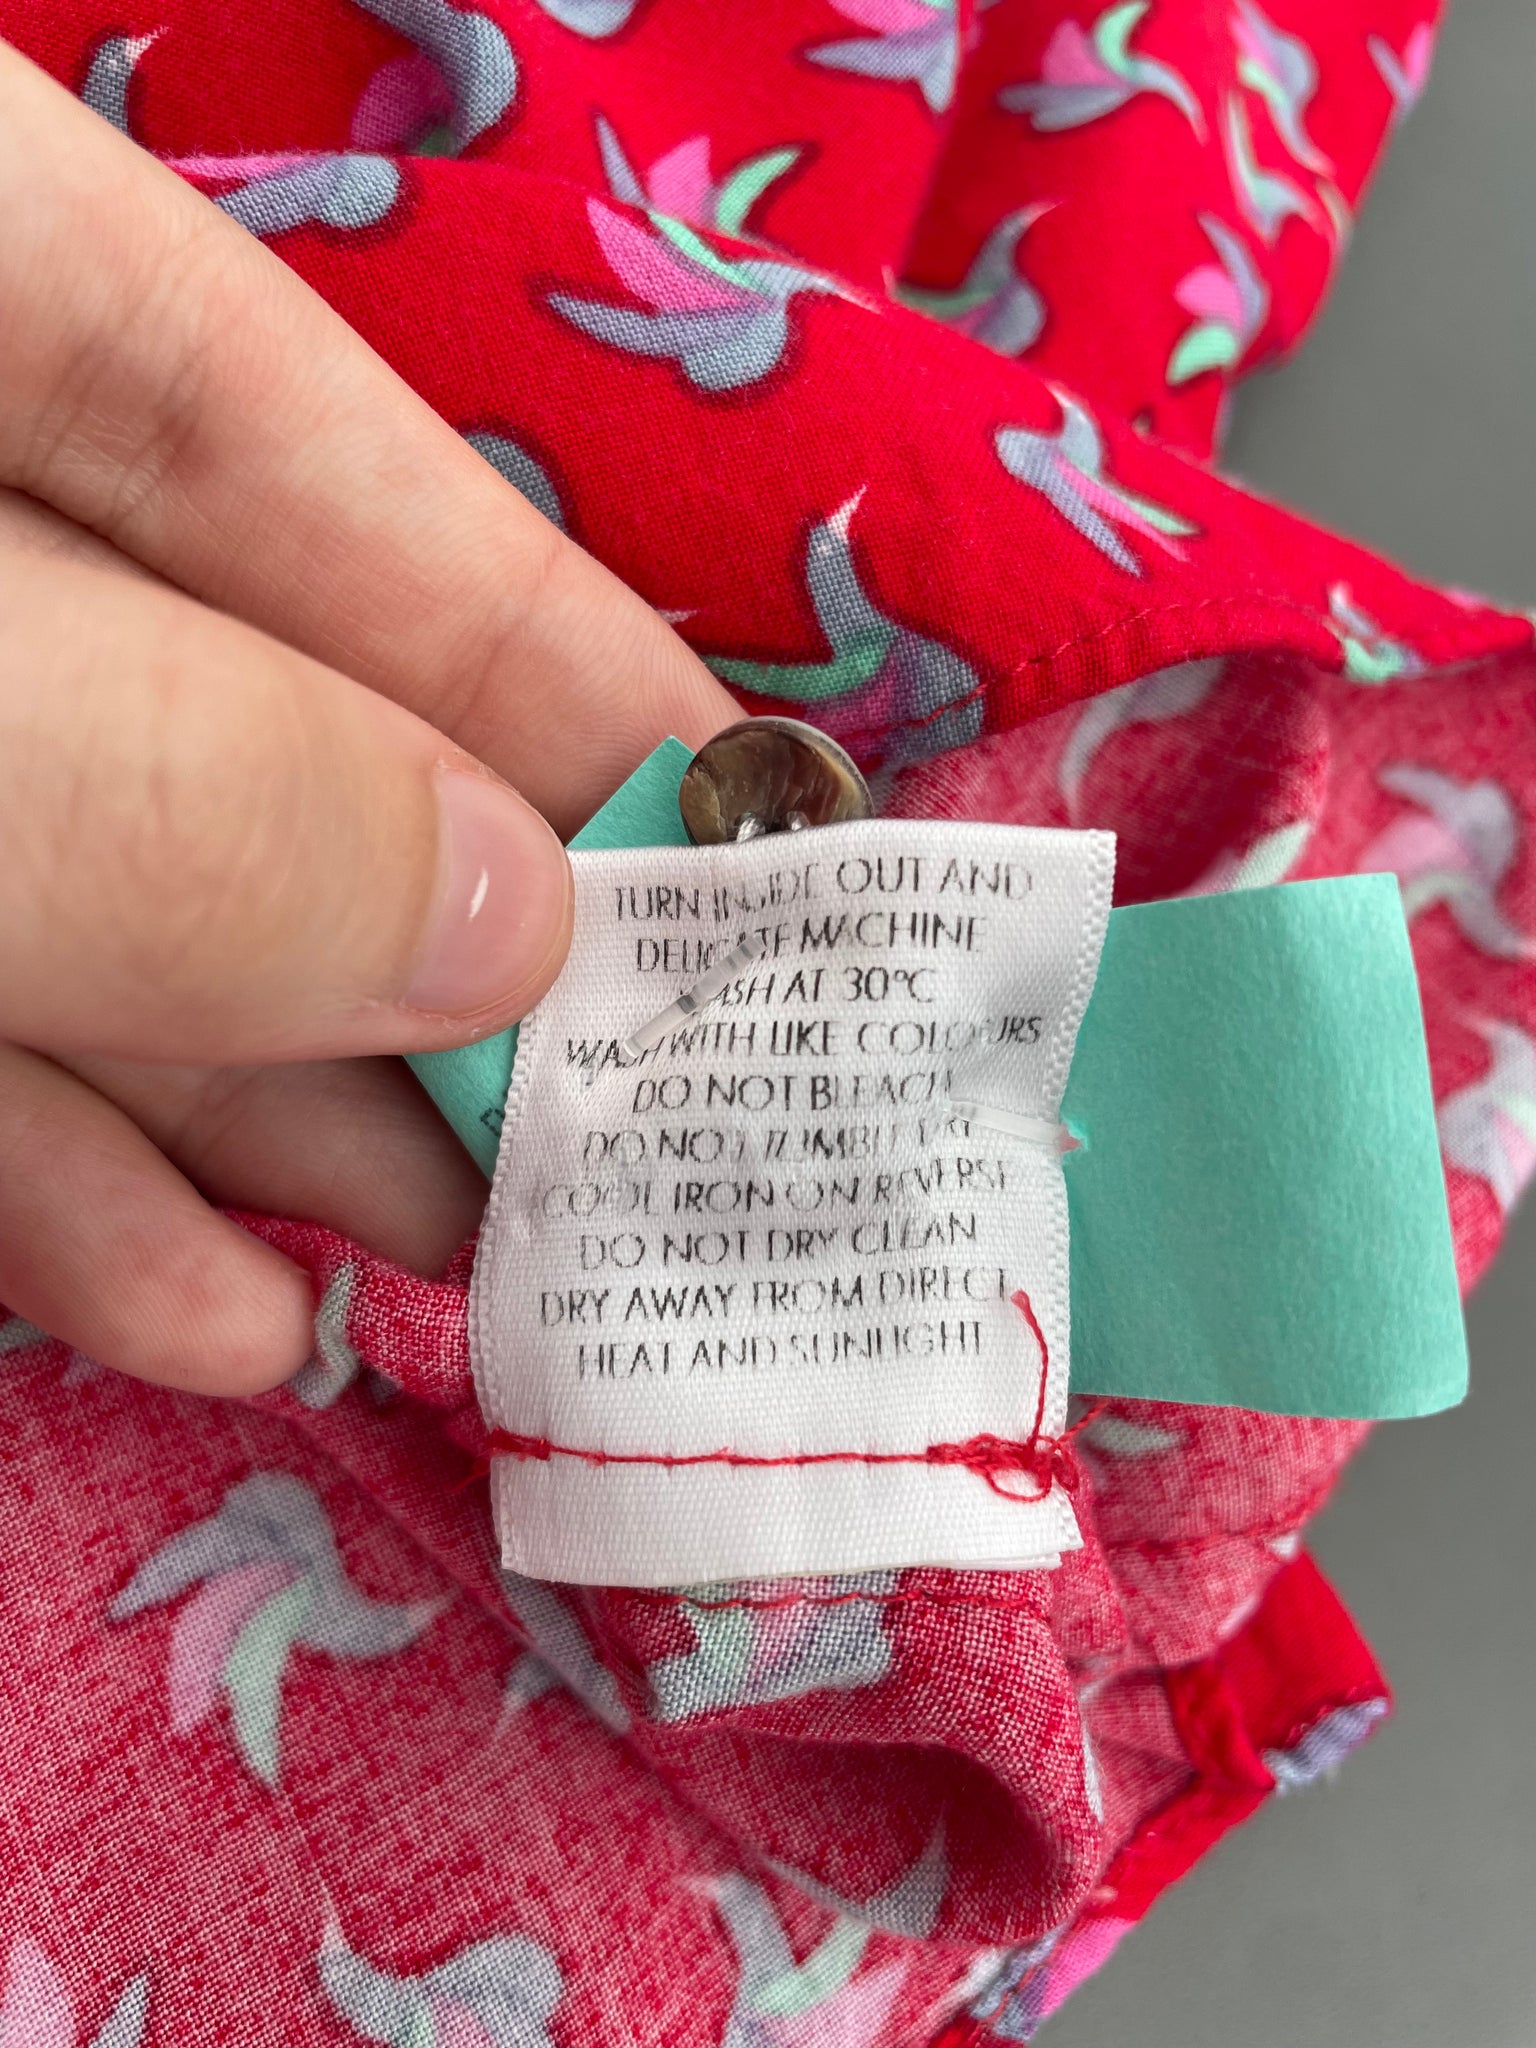 TURN INSIDE OUT AND
DELICATE MACHINE
WASH AT 30°C
WASH WITH LIKE COLOURS
DO NOT BLEACH
DO NOT TUMBLE DRY
COOL IRON ON REVERSE
DO NOT DRY CLEAN
DRY AWAY FROM DIRECT
HEAT AND SUNLIGHT